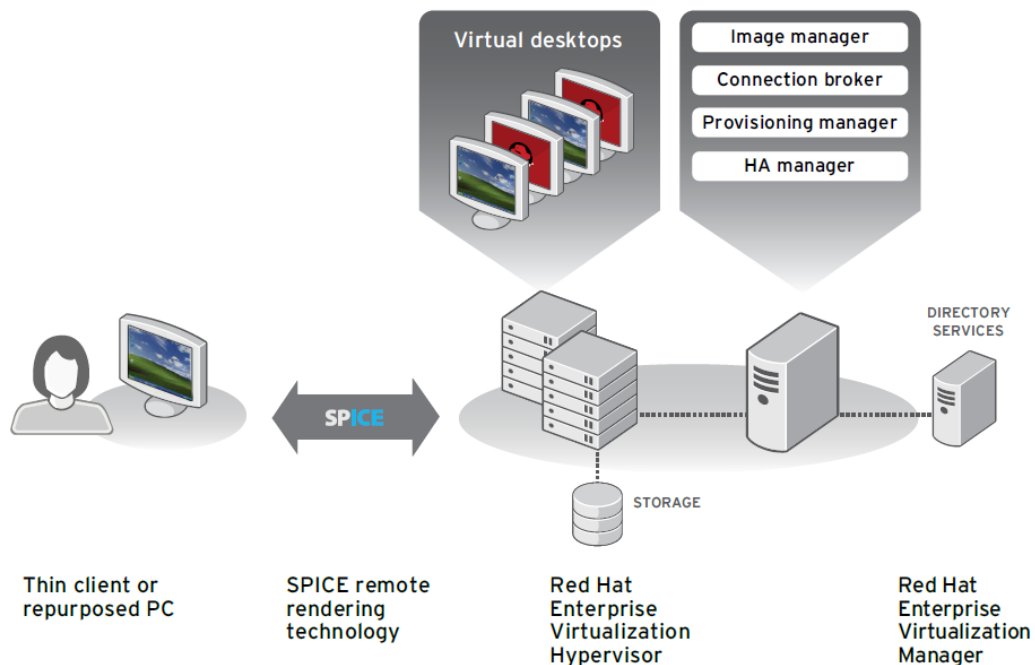 Virtual desktops
Image manager
Connection broker
Provisioning manager
HA manager
DIRECTORY
SERVICES
SPICE
STORAGE
Thin client or
repurposed PC
SPICE remote
rendering
technology
Red Hat
Enterprise
Virtualization
Hypervisor
Red Hat
Enterprise
Virtualization
Manager